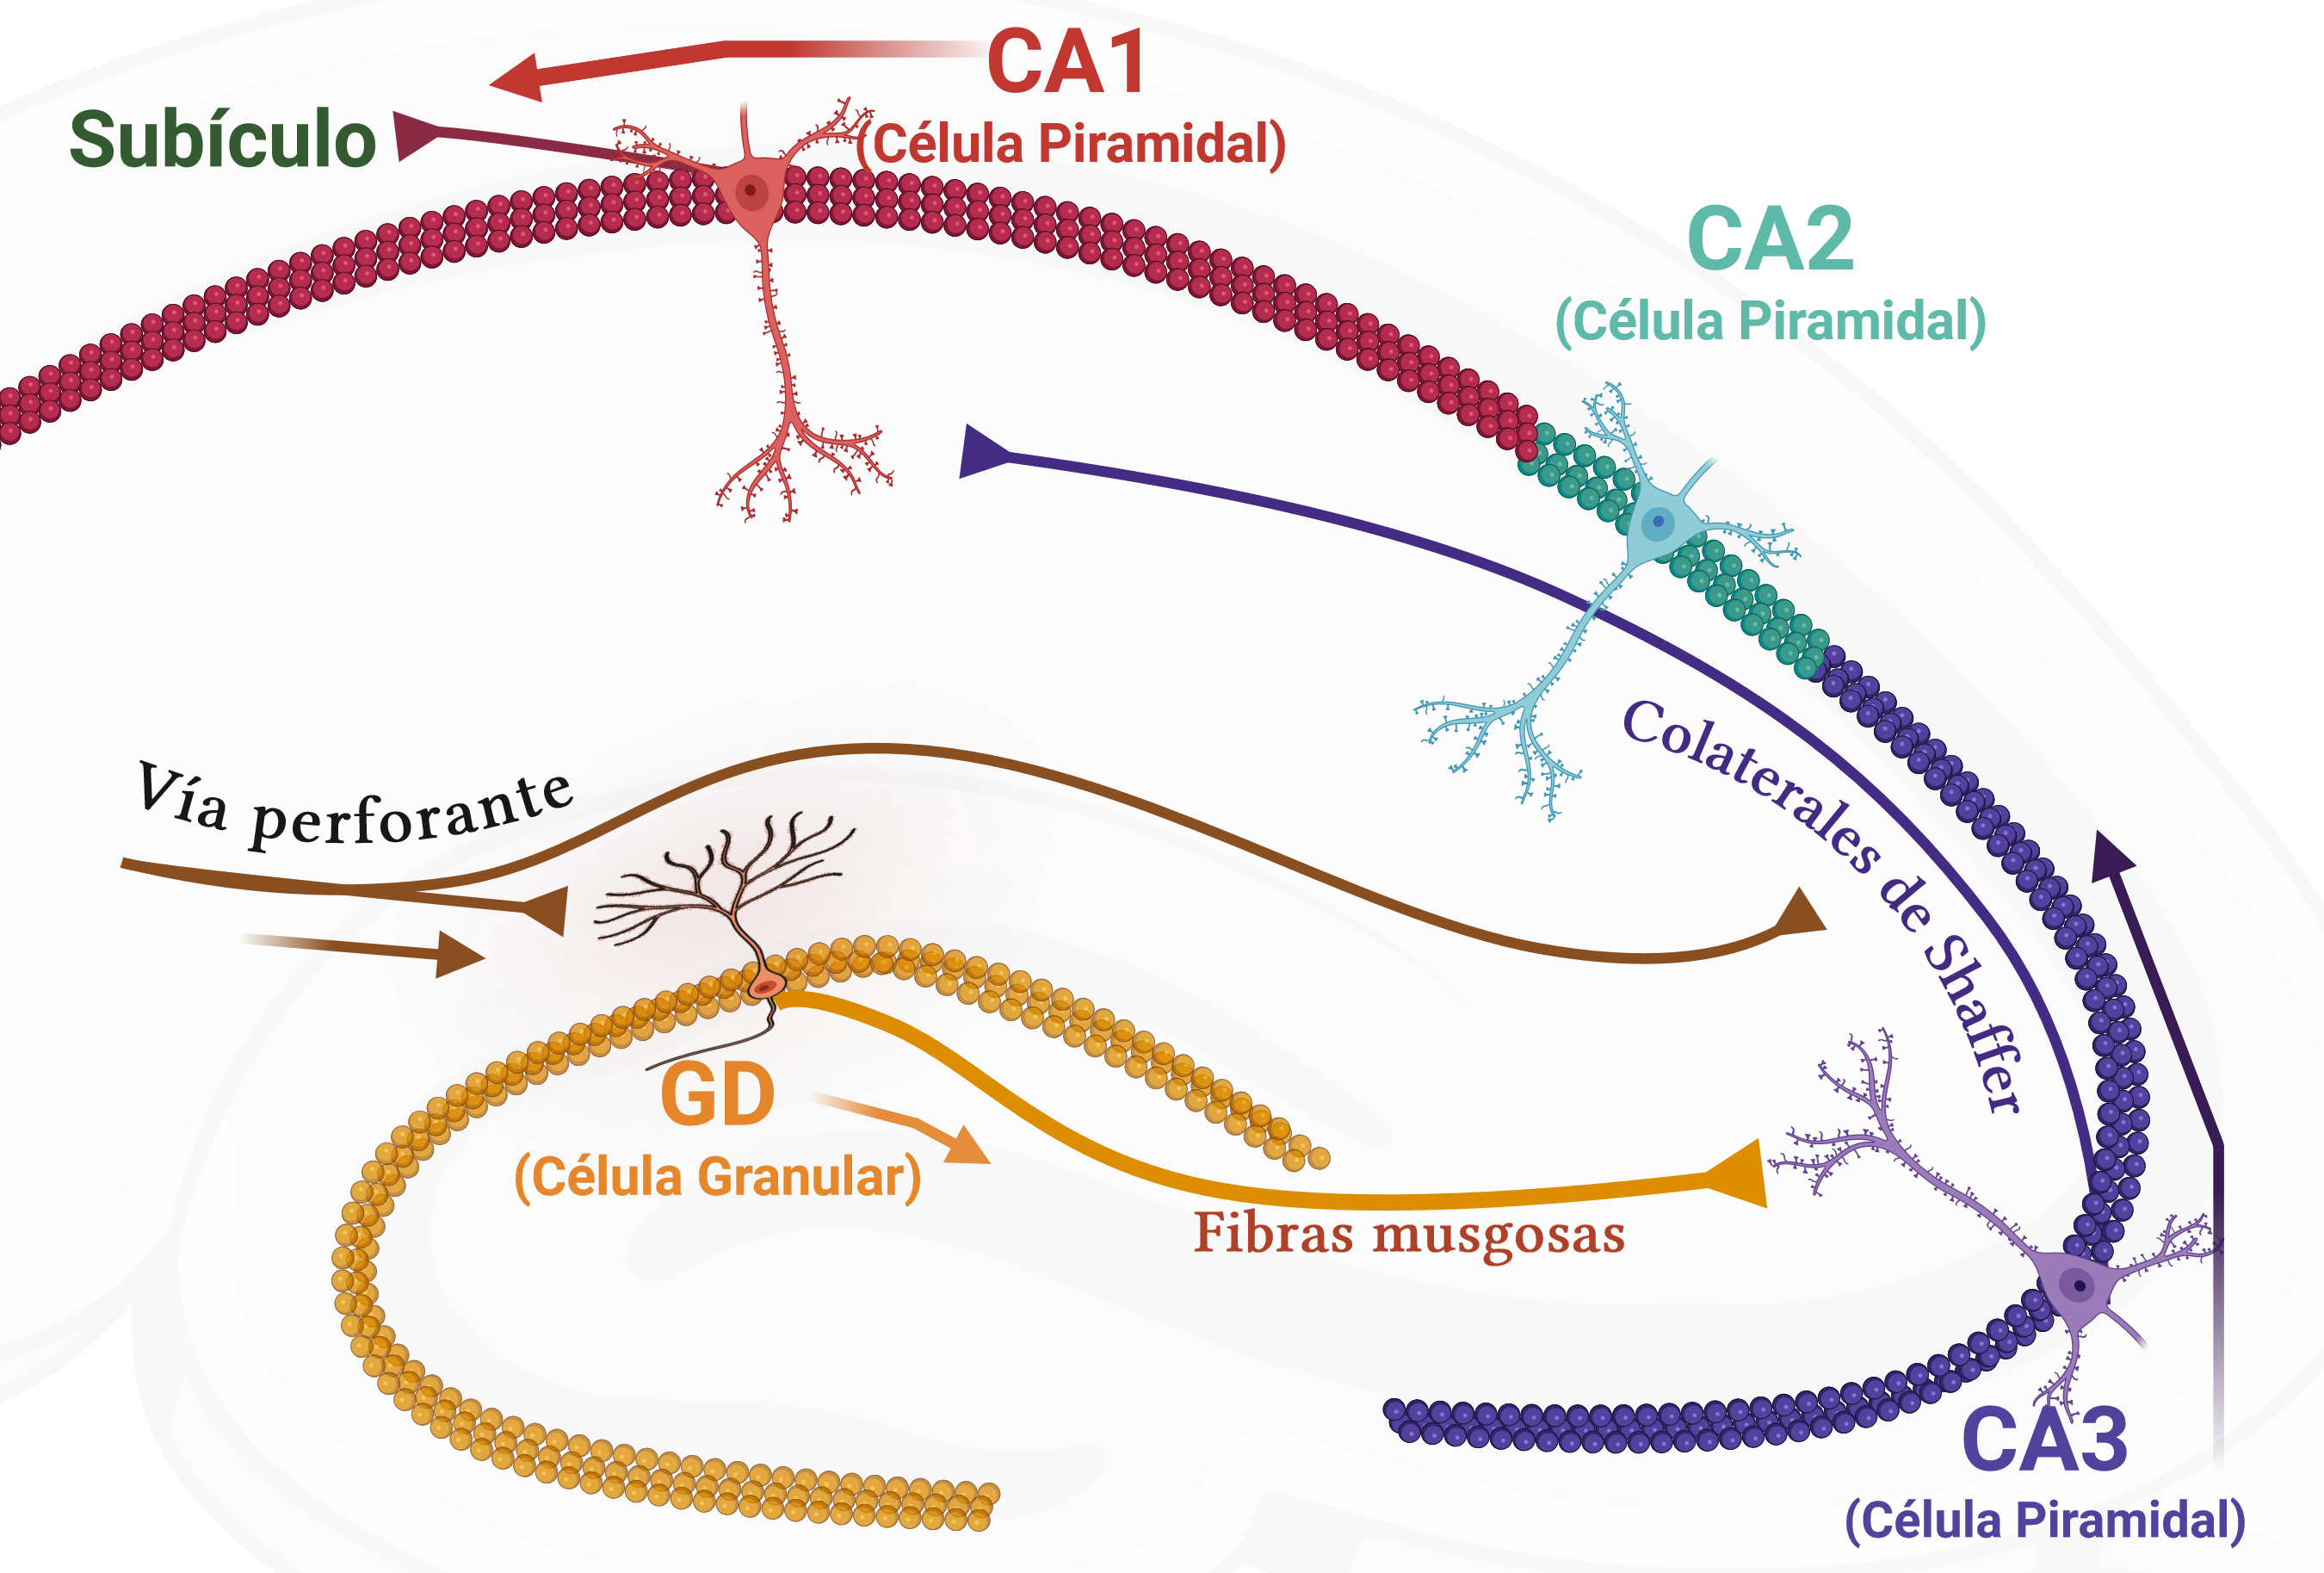 CA1
(Célula Piramidal)
Subículo
CA2
(Célula Piramidal)
Colaterales de Shaffer
Vía perforante
GD
(Célula Granular)
Fibras musgosas
CA3
(Célula Piramidal)